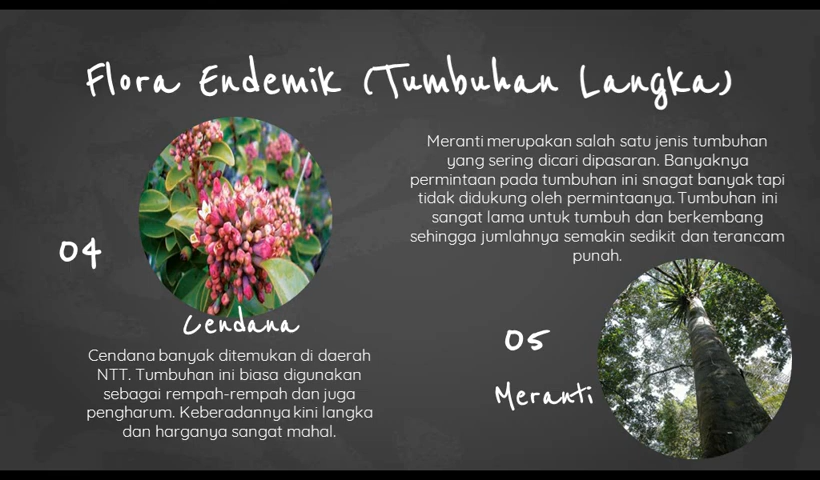 Flora Endemik (Tumbuhan Langka)
04
Cendana
Cendana banyak ditemukan di daerah
NTT. Tumbuhan ini biasa digunakan
sebagai rempah-rempah dan juga
pengharum. Keberadannya kini langka
dan harganya sangat mahal.
Meranti merupakan salah satu jenis tumbuhan
yang sering dicari dipasaran. Banyaknya
permintaan pada tumbuhan ini snagat banyak tapi
tidak didukung oleh permintaanya. Tumbuhan ini
sangat lama untuk tumbuh dan berkembang
sehingga jumlahnya semakin sedikit dan terancam
punah.
05
Meranti